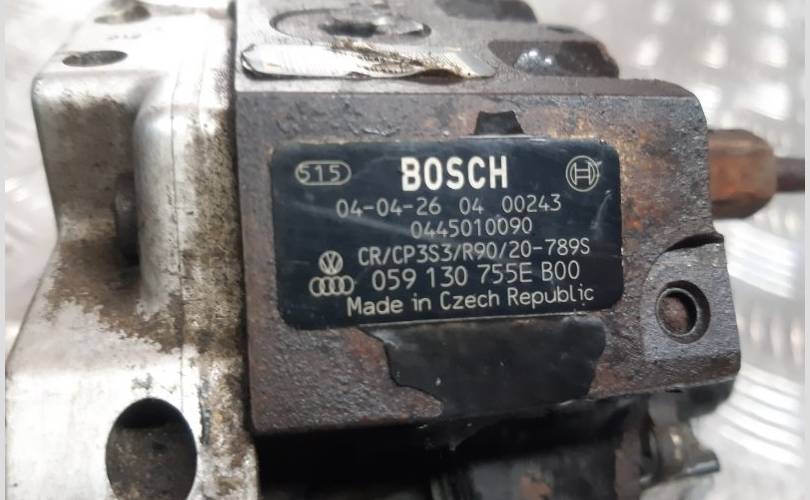 515 BOSCH
04-04-26 04 00243
0445010090
CR/CP3S3/R90/20-789S
059 130 755E B00
Made in Czech Republic